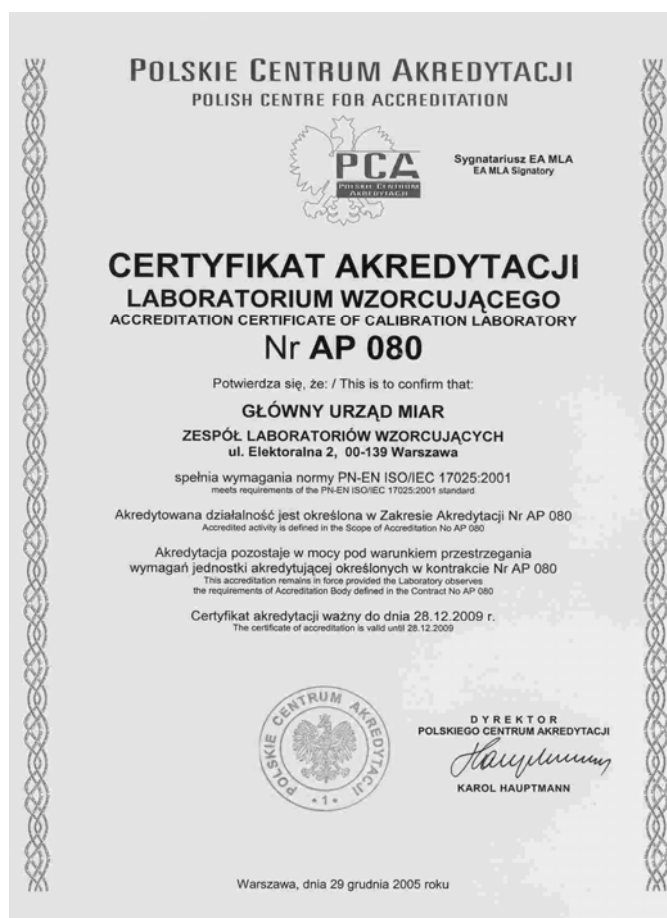 POLSKIE CENTRUM AKREDYTACJI
POLISH CENTRE FOR ACCREDITATION
PCA
POLSKIE CENTRUM
AKREDYTACJI
Sygnatariusz EA MLA
EA MLA Signatory
CERTYFIKAT AKREDYTACJI
LABORATORIUM WZORCUJĄCEGO
ACCREDITATION CERTIFICATE OF CALIBRATION LABORATORY
Nr AP 080
Potwierdza się, że: / This is to confirm that:
GŁÓWNY URZĄD MIAR
ZESPÓŁ LABORATORIÓW WZORCUJĄCYCH
ul. Elektoralna 2, 00-139 Warszawa
spełnia wymagania normy PN-EN ISO/IEC 17025:2001
meets requirements of the PN-EN ISO/IEC 17025:2001 standard
Akredytowana działalność jest określona w Zakresie Akredytacji Nr AP 080
Accredited activity is defined in the Scope of Accreditation No AP 080
Akredytacja pozostaje w mocy pod warunkiem przestrzegania
wymagań jednostki akredytującej określonych w kontrakcie Nr AP 080
This accreditation remains in force provided the Laboratory observes
the requirements of Accreditation Body defined in the Contract No AP 080
Certyfikat akredytacji ważny do dnia 28.12.2009 r.
The certificate of accreditation is valid until 28.12.2009
POLSKIE CENTRUM AKREDYTACJI
• 1 •
DYREKTOR
POLSKIEGO CENTRUM AKREDYTACJI
KAROL HAUPTMANN
Warszawa, dnia 29 grudnia 2005 roku